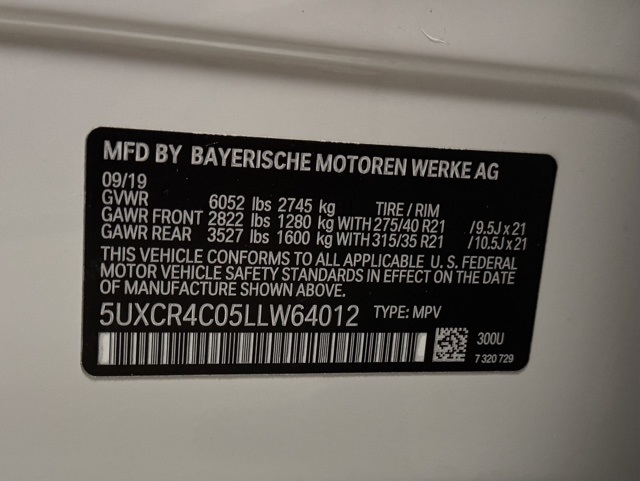 MFD BY BAYERISCHE MOTOREN WERKE AG
09/19
GVWR 6052 lbs 2745 kg TIRE / RIM
GAWR FRONT 2822 lbs 1280 kg WITH 275/40 R21 / 9.5J x 21
GAWR REAR 3527 lbs 1600 kg WITH 315/35 R21 / 10.5J x 21
THIS VEHICLE CONFORMS TO ALL APPLICABLE U. S. FEDERAL
MOTOR VEHICLE SAFETY STANDARDS IN EFFECT ON THE DATE
OF MANUFACTURE SHOWN ABOVE.
5UXCR4C05LLW64012 TYPE: MPV
300U
7 320 729